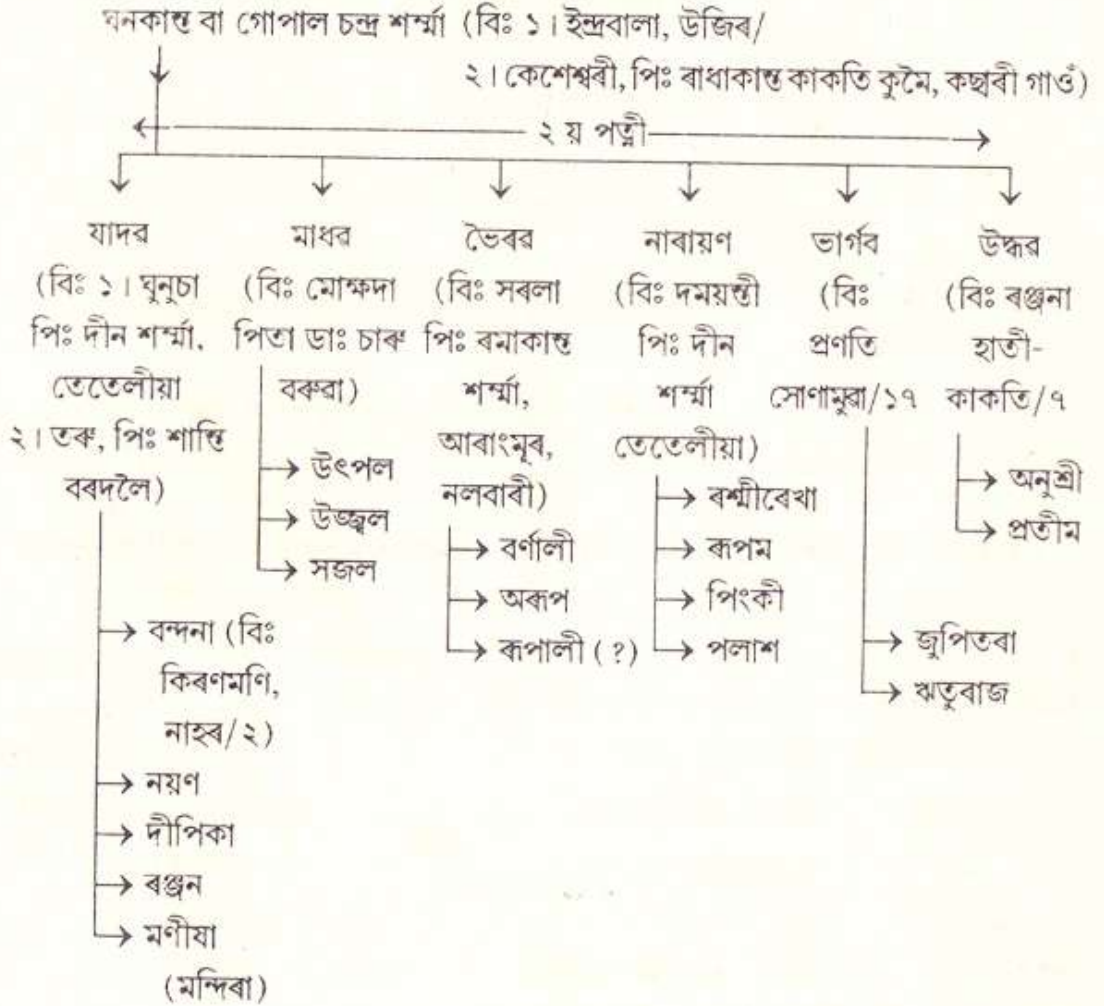 ঘনকান্ত বা গোপাল চন্দ্ৰ শৰ্ম্মা (বিঃ ১। ইন্দ্ৰবালা, উজিৰ/
২। কেশেশ্বৰী, পিঃ ৰাধাকান্ত কাকতি কুমৈ, কছাৰী গাওঁ)
২ য় পত্নী
যাদৱ
(বিঃ ১। ঘুনুচা
পিঃ দীন শৰ্ম্মা,
তেতেলীয়া
২। তৰু, পিঃ শান্তি
বৰদলৈ)
বন্দনা (বিঃ
কিৰণমণি,
নাহৰ/২)
নয়ণ
দীপিকা
ৰঞ্জন
মণীষা
(মন্দিৰা)
মাধৱ
(বিঃ মোক্ষদা
পিতা ডাঃ চাৰু
বৰুৱা)
উৎপল
উজ্জ্বল
সজল
ভৈৰৱ
(বিঃ সৰলা
পিঃ ৰমাকান্ত
শৰ্ম্মা,
আৰাংমূৰ,
নলবাৰী)
বৰ্ণালী
অৰূপ
ৰূপালী (?)
নাৰায়ণ
(বিঃ দময়ন্তী
পিঃ দীন
শৰ্ম্মা
তেতেলীয়া)
ৰশ্মীৰেখা
ৰূপম
পিংকী
পলাশ
ভাৰ্গৱ
(বিঃ
প্ৰণতি
সোণামুৱা/১৭
জুপিতৰা
ঋতুৰাজ
উদ্ধৱ
(বিঃ ৰঞ্জনা
হাতী-
কাকতি/৭
অনুশ্ৰী
প্ৰতীম